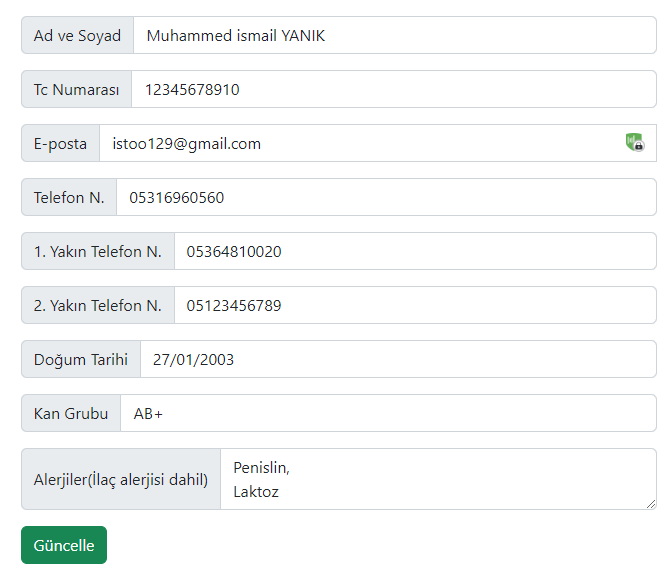 Ad ve Soyad Muhammed ismail YANIK
Tc Numarası 12345678910
E-posta istoo129@gmail.com
Telefon N. 05316960560
1. Yakın Telefon N. 05364810020
2. Yakın Telefon N. 05123456789
Doğum Tarihi 27/01/2003
Kan Grubu AB+
Alerjiler(İlaç alerjisi dahil) Penislin,
Laktoz
Güncelle